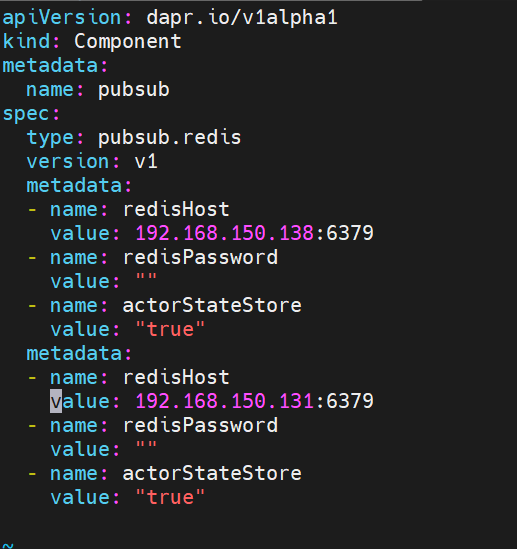 apiVersion: dapr.io/v1alpha1
kind: Component
metadata:
  name: pubsub
spec:
  type: pubsub.redis
  version: v1
  metadata:
  - name: redisHost
    value: 192.168.150.138:6379
  - name: redisPassword
    value: ""
  - name: actorStateStore
    value: "true"
  metadata:
  - name: redisHost
    value: 192.168.150.131:6379
  - name: redisPassword
    value: ""
  - name: actorStateStore
    value: "true"
~